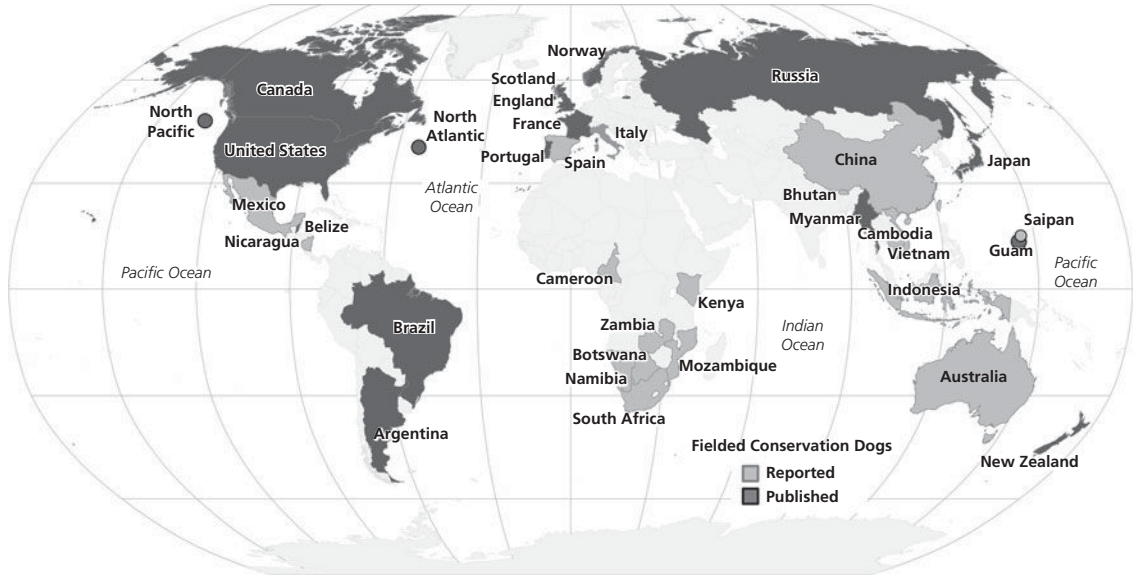 Norway
Scotland
England
France
Portugal
Spain
Italy
Russia
Canada
North
Pacific
North
Atlantic
United States
Atlantic
Ocean
Mexico
Belize
Nicaragua
Pacific Ocean
China
Japan
Bhutan
Myanmar
Cambodia
Vietnam
Saipan
Guam
Pacific
Ocean
Cameroon
Kenya
Indonesia
Brazil
Zambia
Botswana
Namibia
Mozambique
South Africa
Indian
Ocean
Australia
Argentina
New Zealand
Fielded Conservation Dogs
Reported
Published